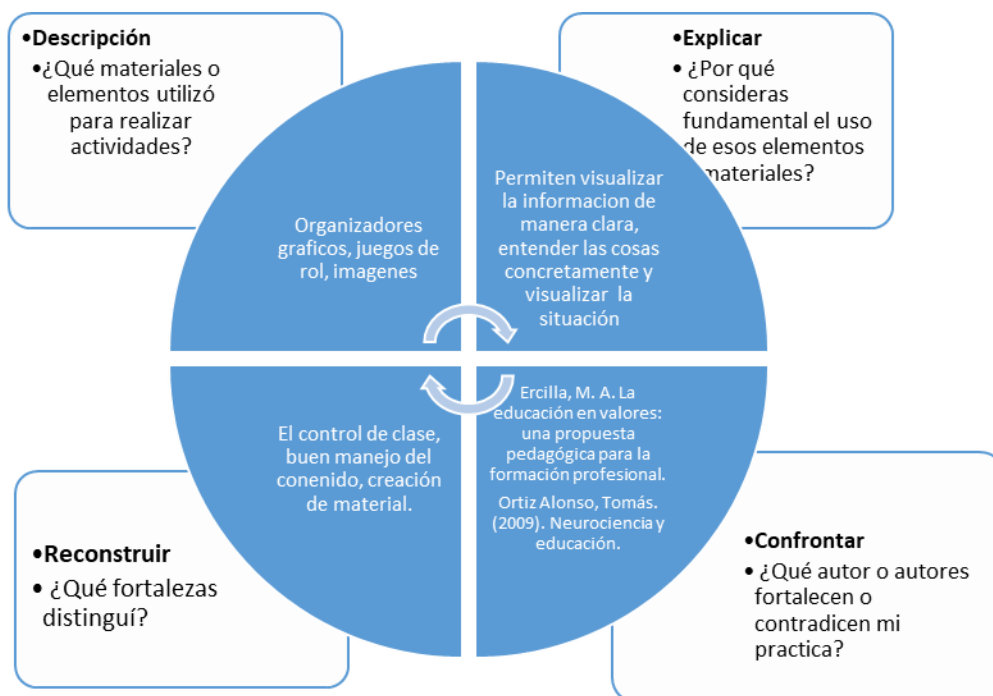 •Descripción
•¿Qué materiales o
elementos utilizó
para realizar
actividades?
Organizadores
graficos, juegos de
rol, imagenes
•Explicar
• ¿Por qué
consideras
fundamental el uso
de esos elementos
materiales?
Permiten visualizar
la informacion de
manera clara,
entender las cosas
concretamente y
visualizar la
situación
El control de clase,
buen manejo del
conenido, creación
de material.
•Reconstruir
• ¿Qué fortalezas
distinguí?
Ercilla, M. A. La
educación en valores:
una propuesta
pedagógica para la
formación profesional.
Ortiz Alonso, Tomás.
(2009). Neurociencia y
educación.
•Confrontar
• ¿Qué autor o autores
fortalecen o
contradicen mi
practica?